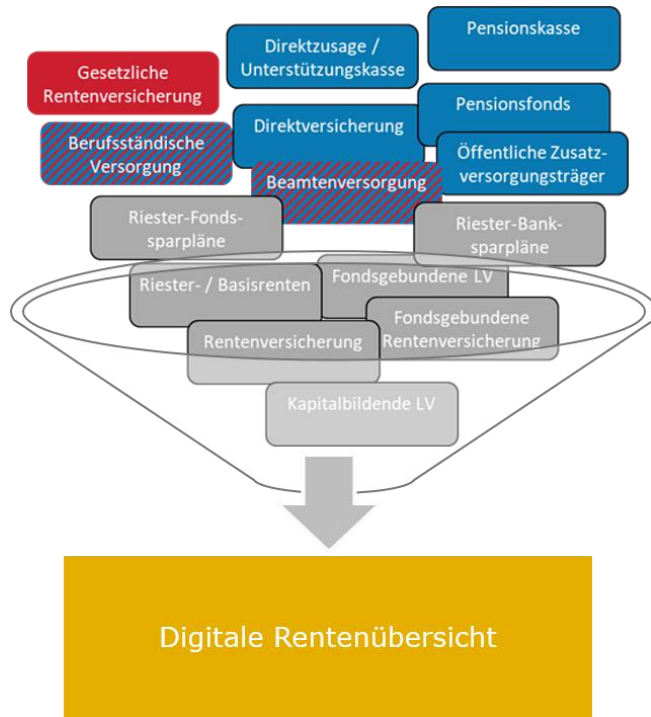 Pensionskasse
Direktzusage /
Unterstützungskasse
Gesetzliche
Rentenversicherung
Pensionsfonds
Direktversicherung
Berufsständische
Versorgung
Öffentliche Zusatz-
versorgungsträger
Beamtenversorgung
Riester-Fonds-
sparpläne
Riester-Bank-
sparpläne
Riester- / Basisrenten
Fondsgebundene LV
Fondsgebundene
Rentenversicherung
Rentenversicherung
Kapitalbildende LV
Digitale Rentenübersicht